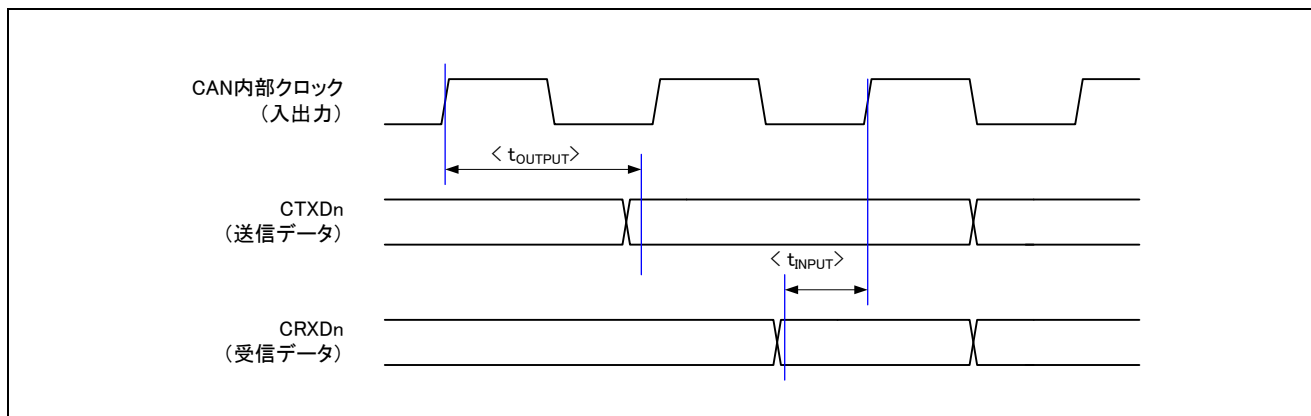 CAN内部クロック
(入出力)
< tOUTPUT>
CTXDn
(送信データ)
< tINPUT>
CRXDn
(受信データ)